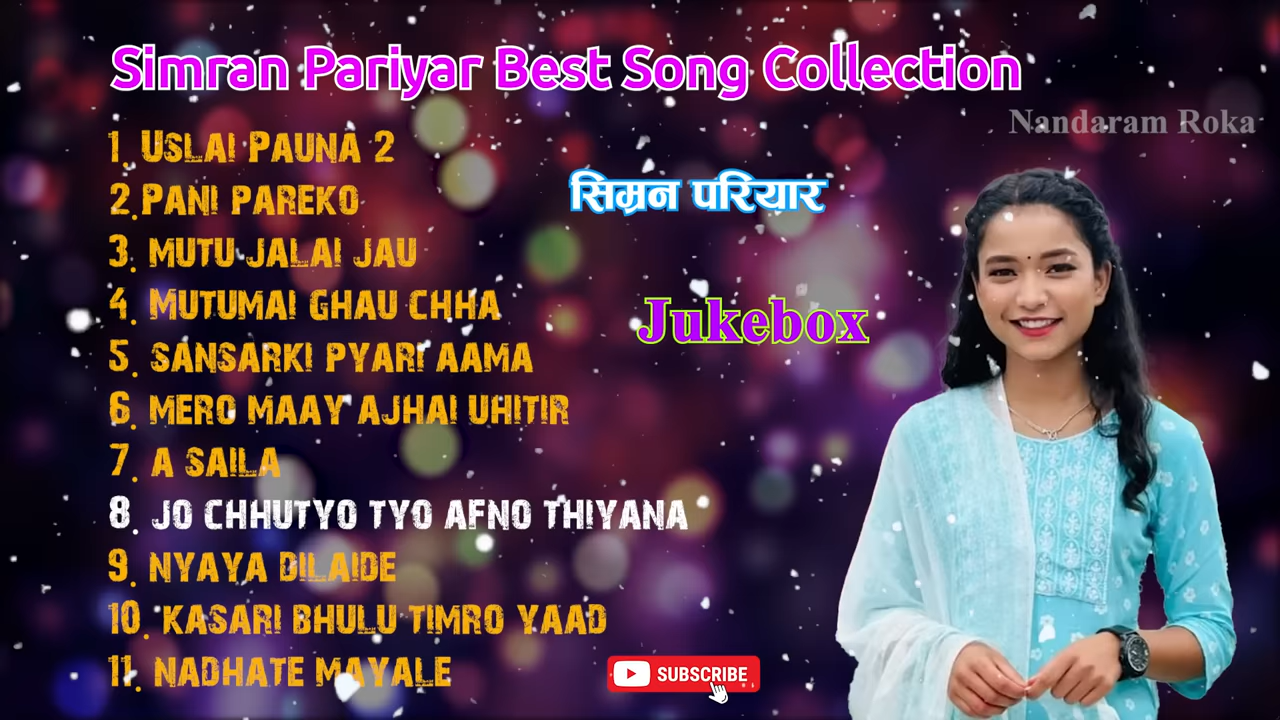 Simran Pariyar Best Song Collection
Nandaram Roka
1. Uslai Pauna 2
2. Pani pareko
सिम्रन परियार
3. mutu jalai jau
4. Mutumai ghau chha
Jukebox
5. sansarki pyari aama
6. mero maay ajhai uhitir
7. a saila
8. jo chhutyo tyo afno thiyana
9. nyaya dilaide
10. kasari bhulu timro yaad
11. nadhate mayale
SUBSCRIBE